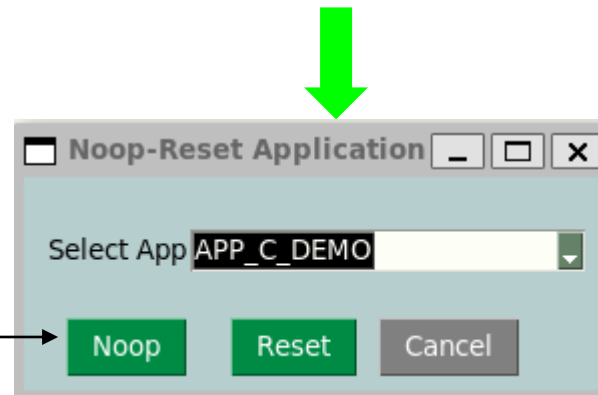 Noop-Reset Application
Select App APP_C_DEMO
Noop Reset Cancel